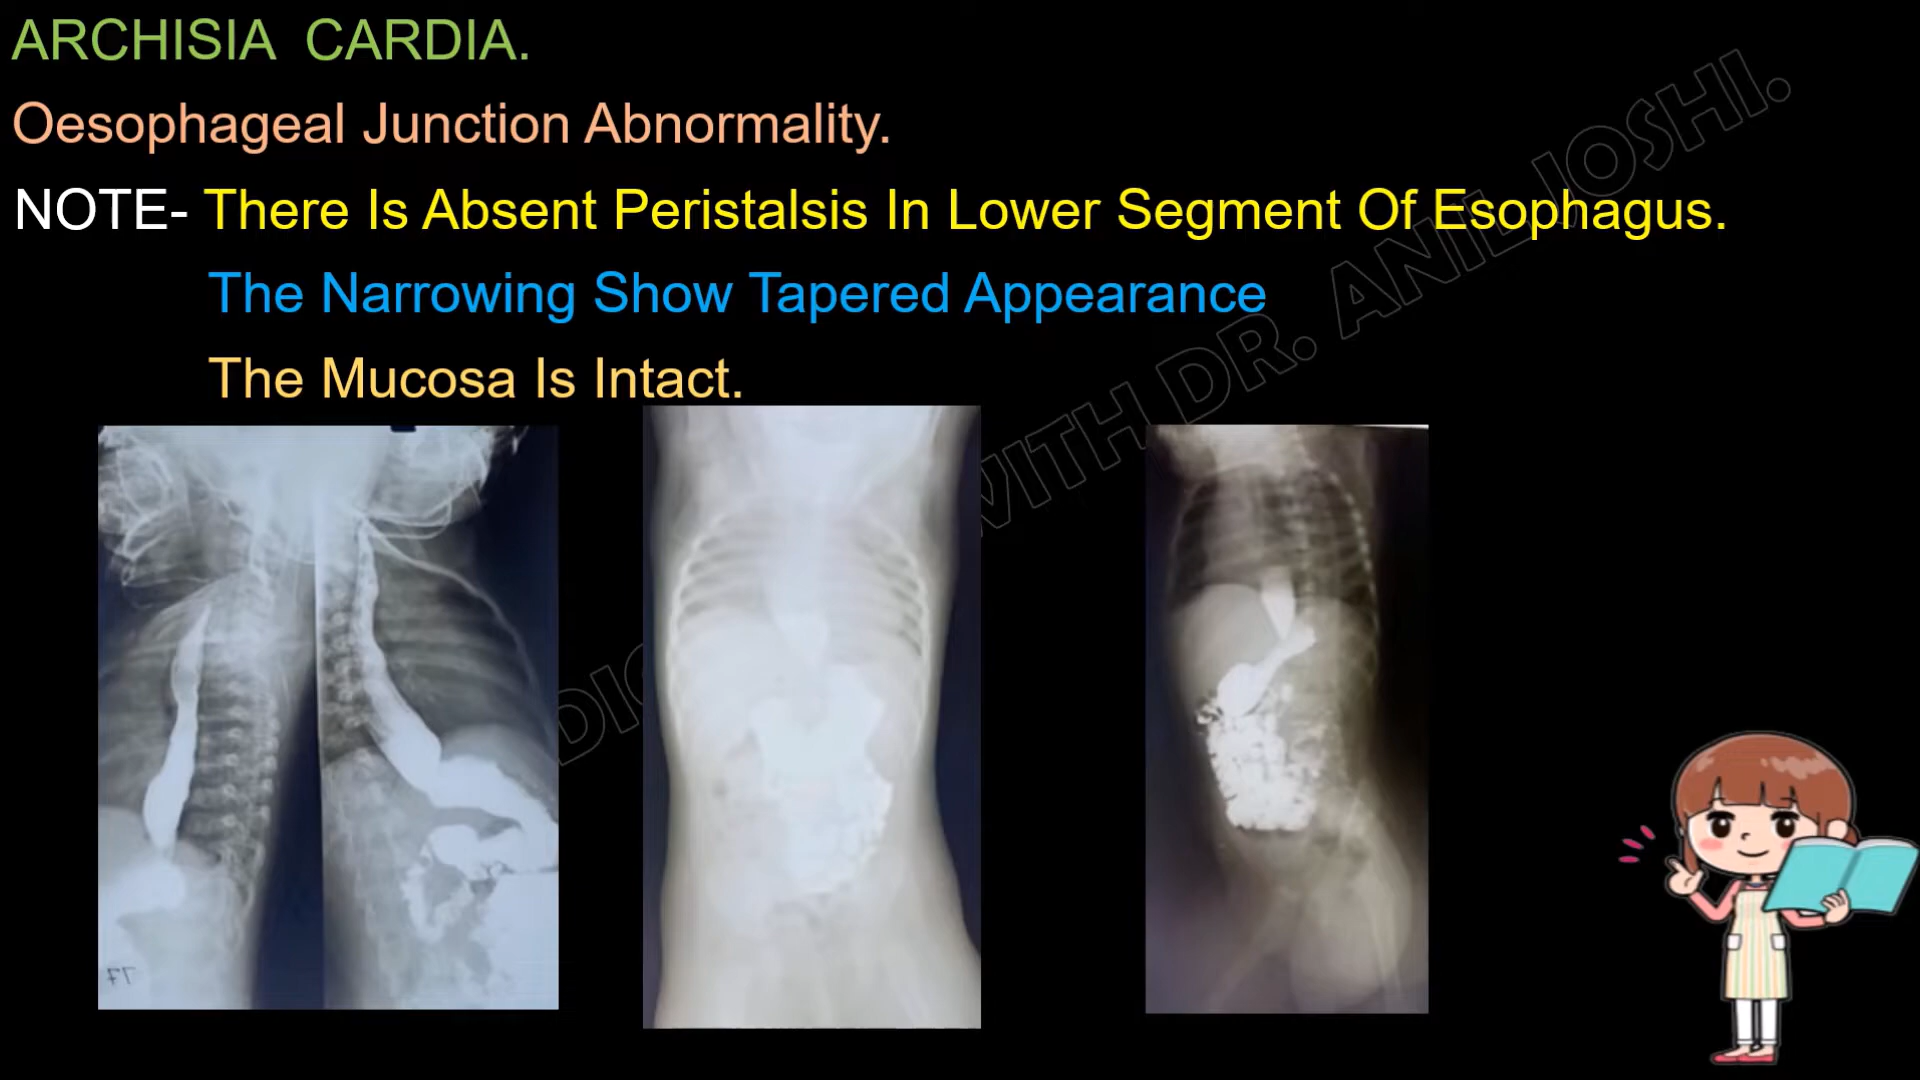 ARCHISIA CARDIA.
Oesophageal Junction Abnormality.
NOTE- There Is Absent Peristalsis In Lower Segment Of Esophagus.
The Narrowing Show Tapered Appearance
The Mucosa Is Intact.
WITH DR. ANIL JOSHI.